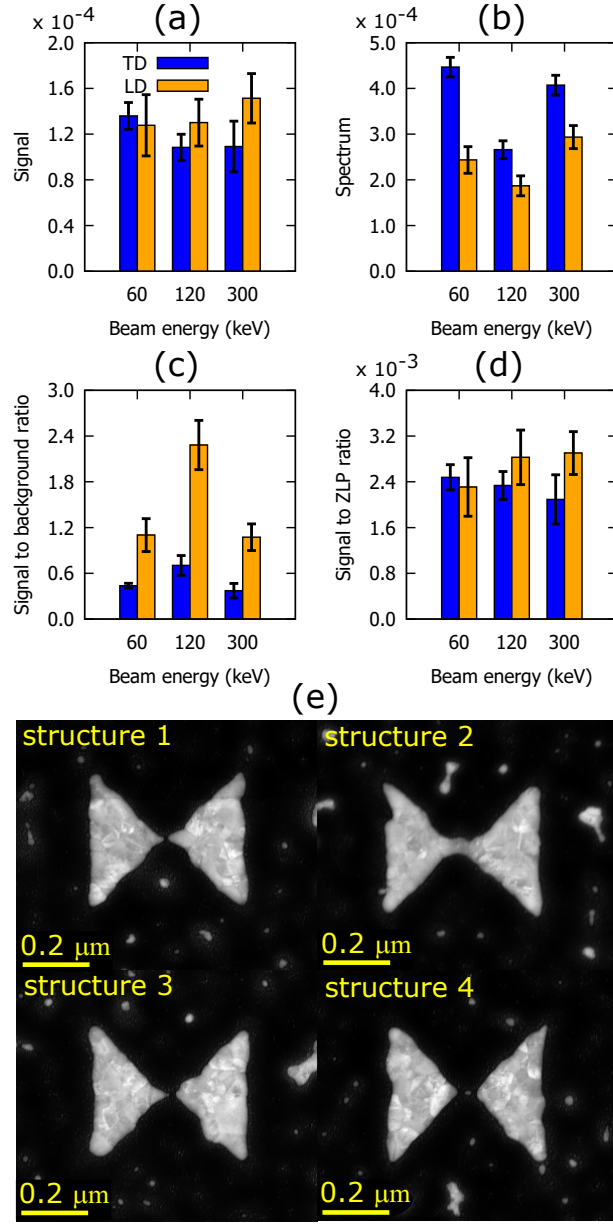 (a)
× 10⁻⁴
Signal
2.0
1.6
1.2
0.8
0.4
0.0
TD
LD
60 120 300
Beam energy (keV)
(b)
× 10⁻⁴
Spectrum
5.0
4.0
3.0
2.0
1.0
0.0
60 120 300
Beam energy (keV)
(c)
Signal to background ratio
3.0
2.4
1.8
1.2
0.6
0.0
60 120 300
Beam energy (keV)
(d)
× 10⁻³
Signal to ZLP ratio
4.0
3.2
2.4
1.6
0.8
0.0
60 120 300
Beam energy (keV)
(e)
structure 1
0.2 μm
structure 2
0.2 μm
structure 3
0.2 μm
structure 4
0.2 μm